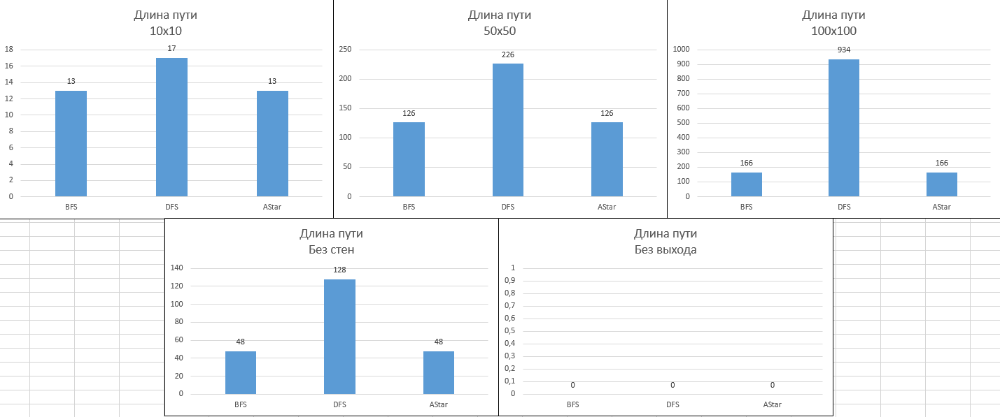 Длина пути
10x10
18
16
14
12
10
8
6
4
2
0
13
17
13
BFS
DFS
AStar
Длина пути
50x50
250
200
150
100
50
0
126
226
126
BFS
DFS
AStar
Длина пути
100x100
1000
900
800
700
600
500
400
300
200
100
0
166
934
166
BFS
DFS
AStar
Длина пути
Без стен
140
120
100
80
60
40
20
0
48
128
48
BFS
DFS
AStar
Длина пути
Без выхода
1
0,9
0,8
0,7
0,6
0,5
0,4
0,3
0,2
0,1
0
0
0
0
BFS
DFS
AStar